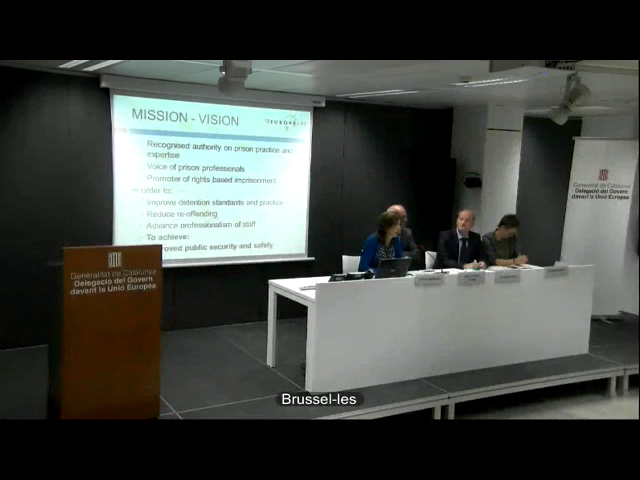 MISSION - VISION
EUROPRIS
Recognised authority on prison practice and
expertise
Voice of prison professionals
Promoter of rights based imprisonment
in order to:
Improve detention standards and practice
Reduce re-offending
Advance professionalism of staff
To achieve:
Improved public security and safety
Generalitat de Catalunya
Delegació del Govern
davant la Unió Europea
Generalitat de Catalunya
Delegació del Govern
davant la Unió Europea
Brussel·les